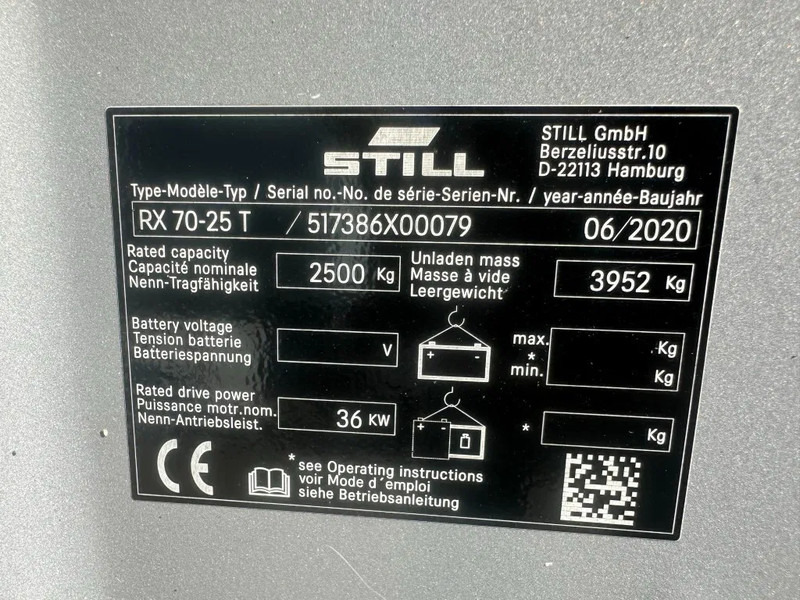 STILL
STILL GmbH
Berzeliusstr.10
D-22113 Hamburg
Type-Modèle-Typ / Serial no.-No. de série-Serien-Nr. / year-année-Baujahr
RX 70-25 T / 517386X00079 06/2020
Rated capacity
Capacité nominale
Nenn-Tragfähigkeit
2500 Kg
Unladen mass
Masse à vide
Leergewicht
3952 Kg
Battery voltage
Tension batterie
Batteriespannung
V
+ -
max.
*
min.
Kg
Kg
Rated drive power
Puissance motr.nom.
Nenn-Antriebsleist.
36 KW
+ -
*
Kg
CE
*see Operating instructions
voir Mode d´emploi
siehe Betriebsanleitung